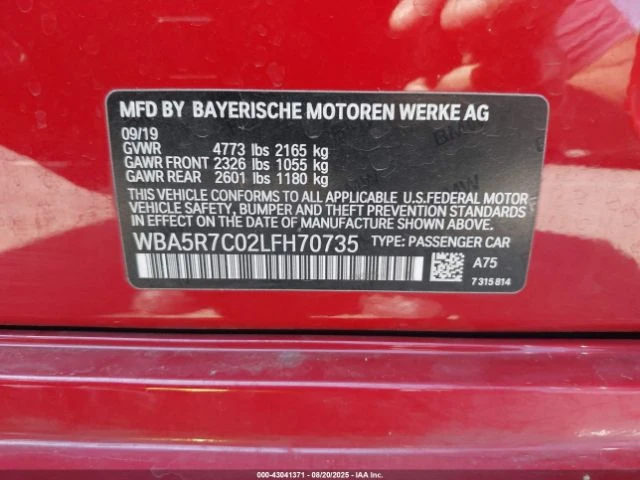 MFD BY BAYERISCHE MOTOREN WERKE AG
09/19
GVWR 4773 lbs 2165 kg
GAWR FRONT 2326 lbs 1055 kg
GAWR REAR 2601 lbs 1180 kg
THIS VEHICLE CONFORMS TO ALL APPLICABLE U.S.FEDERAL MOTOR
VEHICLE SAFETY, BUMPER AND THEFT PREVENTION STANDARDS
IN EFFECT ON THE DATE OF MANUFACTURE SHOWN ABOVE.
WBA5R7C02LFH70735 TYPE: PASSENGER CAR
A75
7 315 814
000-43041371 - 08/20/2025 - IAA Inc.